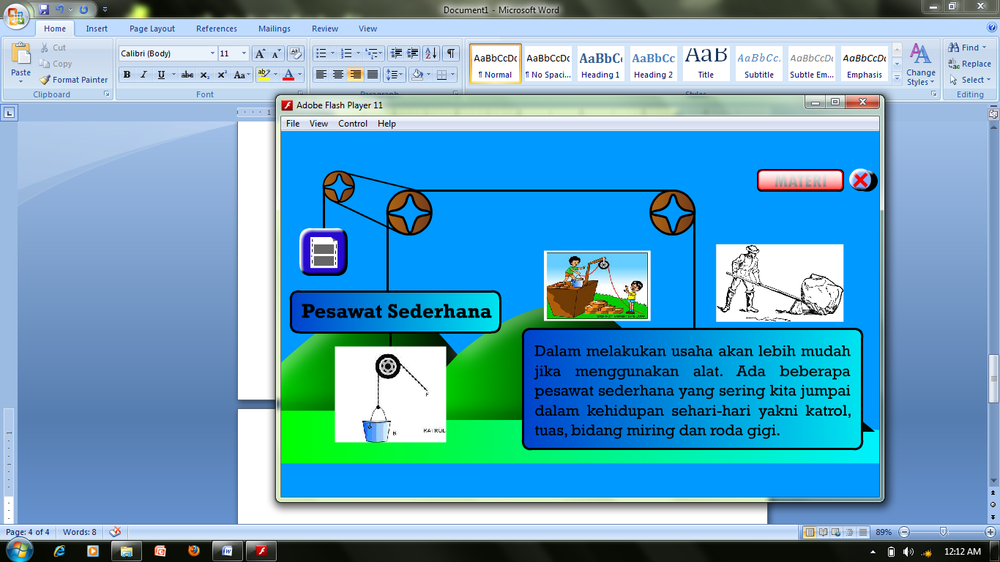 Document1 - Microsoft Word
Home Insert Page Layout References Mailings Review View
Paste
Cut
Copy
Format Painter
Clipboard
Calibri (Body) 11
B I U abc x₂ x² Aa
Font
Paragraph
AaBbCcDc AaBbCcDc AaBbCc AaBbCc AaB AaBbCc. AaBbCcDc AaBbCcDc
¶ Normal ¶ No Spaci... Heading 1 Heading 2 Title Subtitle Subtle Em... Emphasis
Change Styles
Styles
Find
Replace
Select
Editing
Adobe Flash Player 11
File View Control Help
MATERI
Pesawat Sederhana
F
B
KATROL
Dalam melakukan usaha akan lebih mudah
jika menggunakan alat. Ada beberapa
pesawat sederhana yang sering kita jumpai
dalam kehidupan sehari-hari yakni katrol,
tuas, bidang miring dan roda gigi.
Page: 4 of 4 Words: 8
89%
12:12 AM